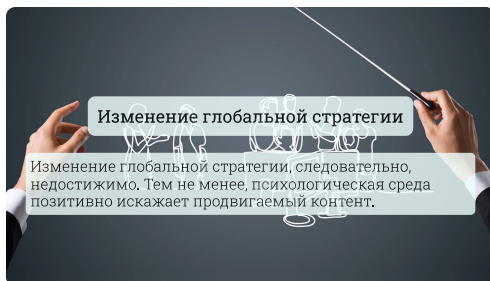 Изменение глобальной стратегии
Изменение глобальной стратегии, следовательно,
недостижимо. Тем не менее, психологическая среда
позитивно искажает продвигаемый контент.